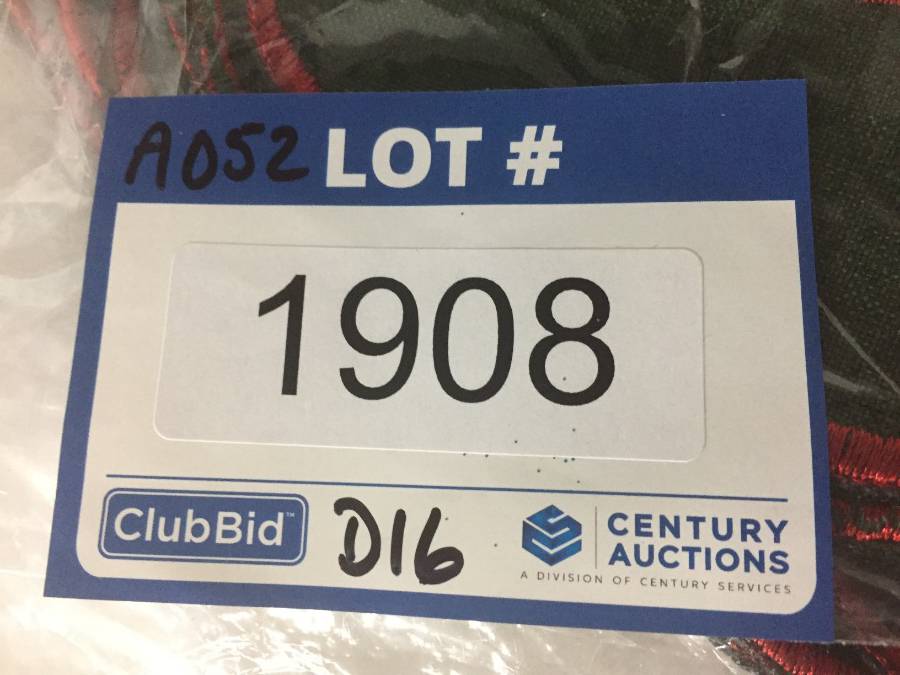 A052 LOT #
1908
ClubBid™ D16 CENTURY
AUCTIONS
A DIVISION OF CENTURY SERVICES